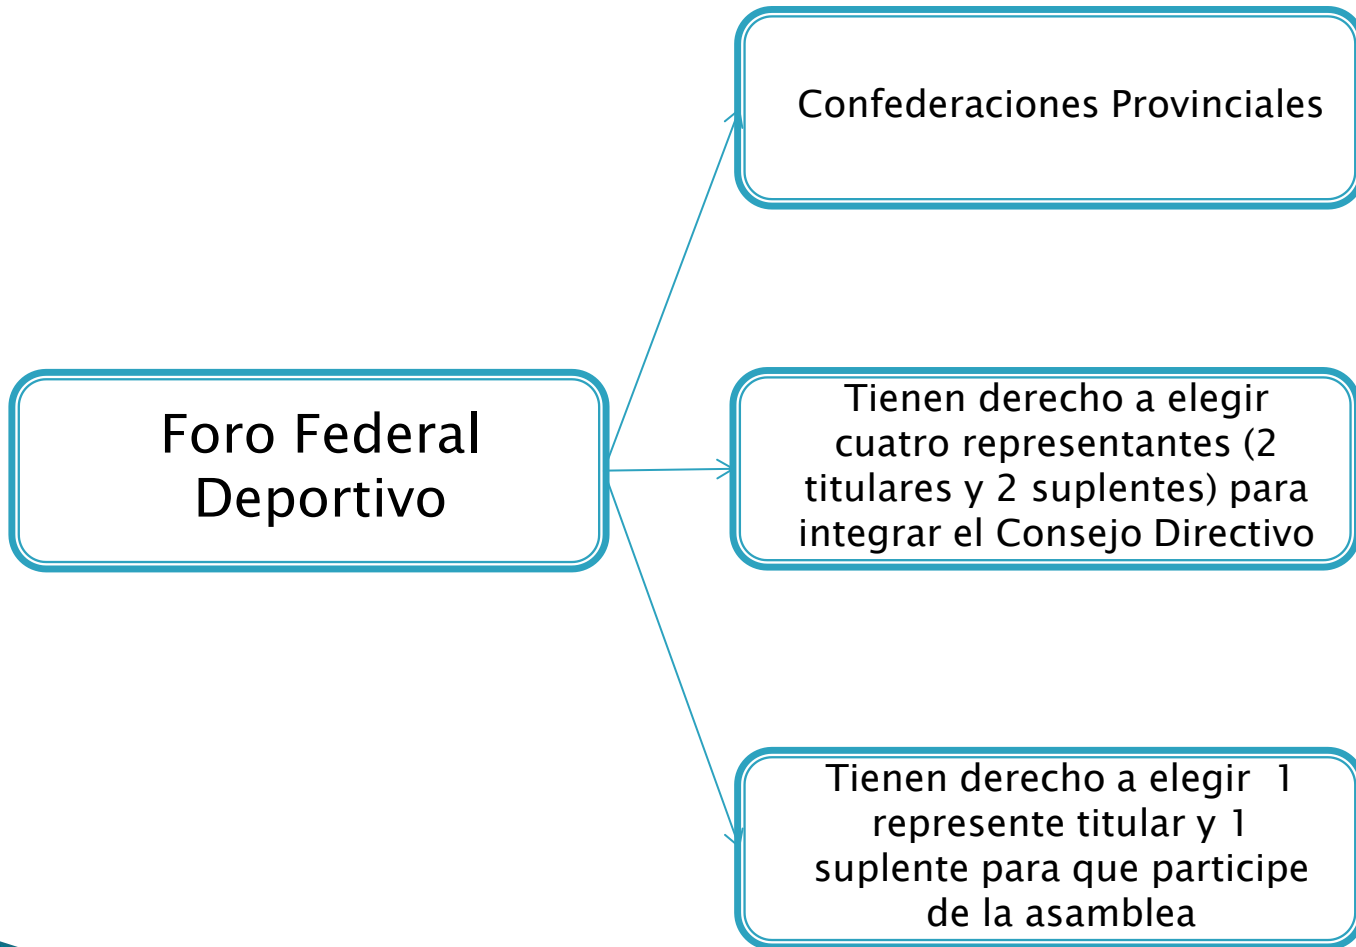 Confederaciones Provinciales
Foro Federal
Deportivo
Tienen derecho a elegir
cuatro representantes (2
titulares y 2 suplentes) para
integrar el Consejo Directivo
Tienen derecho a elegir 1
represente titular y 1
suplente para que participe
de la asamblea